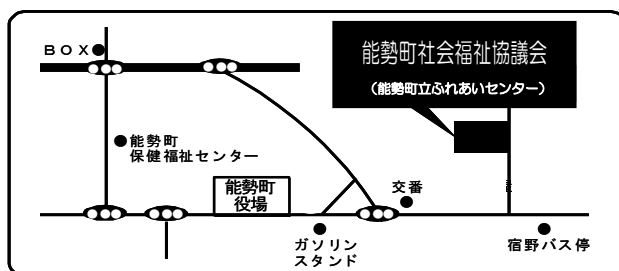 BOX
能勢町社会福祉協議会
(能勢町立ふれあいセンター)
能勢町
保健福祉センター
能勢町
役場
交番
ガソリン
スタンド
宿野バス停